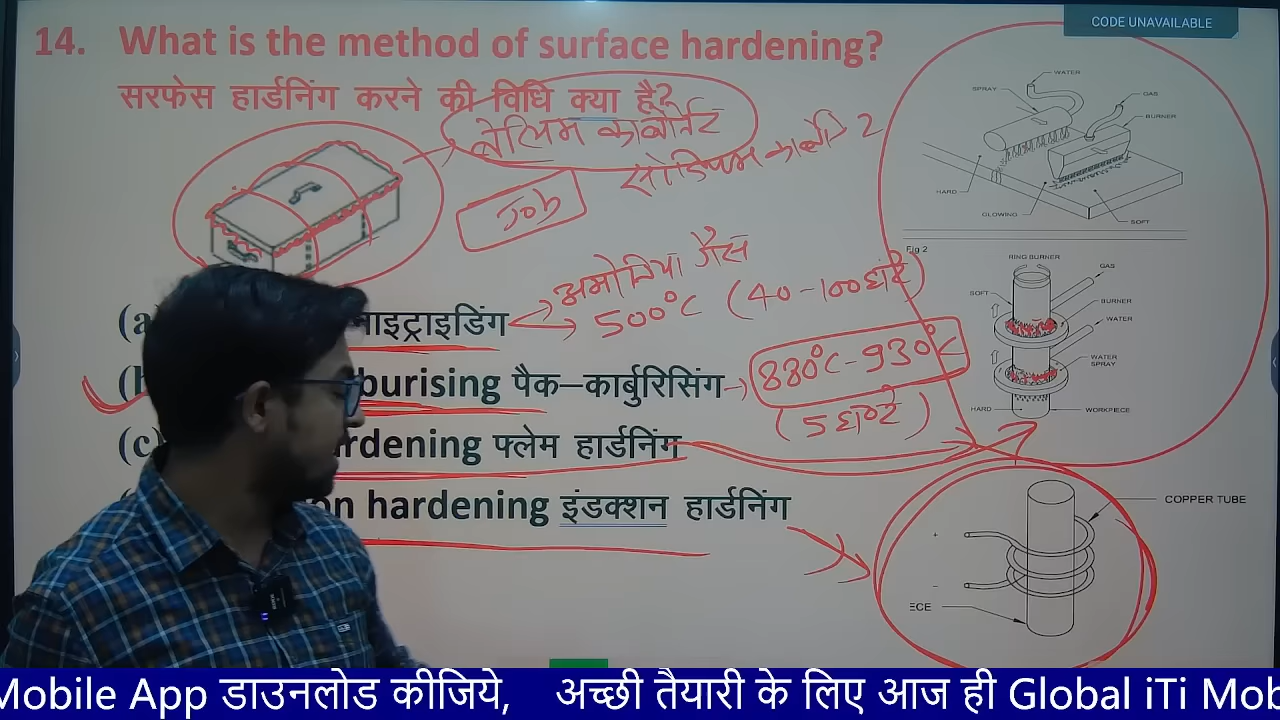 CODE UNAVAILABLE
14. What is the method of surface hardening?
सरफेस हार्डनिंग करने की विधि क्या है?
बेरियम कार्बोनेट
सोडियम
Job
WATER
SPRAY
GAS
BURNER
HARD
GLOWING
SOFT
Fig 2
RING BURNER
GAS
SOFT
BURNER
WATER
WATER SPRAY
HARD
WORKPIECE
अमोनिया गैस
500°C (40-100 घंटे)
(a) नाइट्राइडिंग
burising पैक–कार्बुरिसिंग
880°C-930°C
(5 घण्टे)
(c) rdening फ्लेम हार्डनिंग
on hardening इंडक्शन हार्डनिंग
COPPER TUBE
+
−
ECE
Mobile App डाउनलोड कीजिये, अच्छी तैयारी के लिए आज ही Global iTi Mob